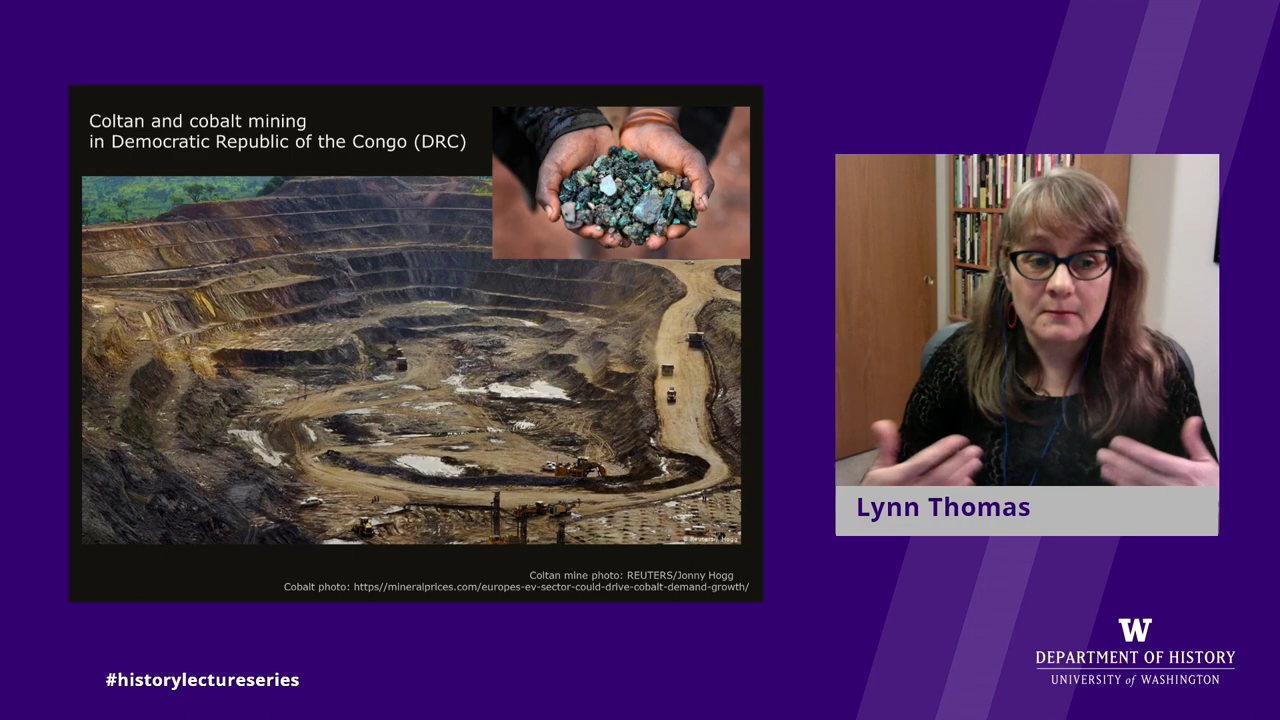 Coltan and cobalt mining
in Democratic Republic of the Congo (DRC)
© Reuters/J. Hogg
Coltan mine photo: REUTERS/Jonny Hogg
Cobalt photo: https//mineralprices.com/europes-ev-sector-could-drive-cobalt-demand-growth/
Lynn Thomas
#historylectureseries
W
DEPARTMENT OF HISTORY
UNIVERSITY of WASHINGTON